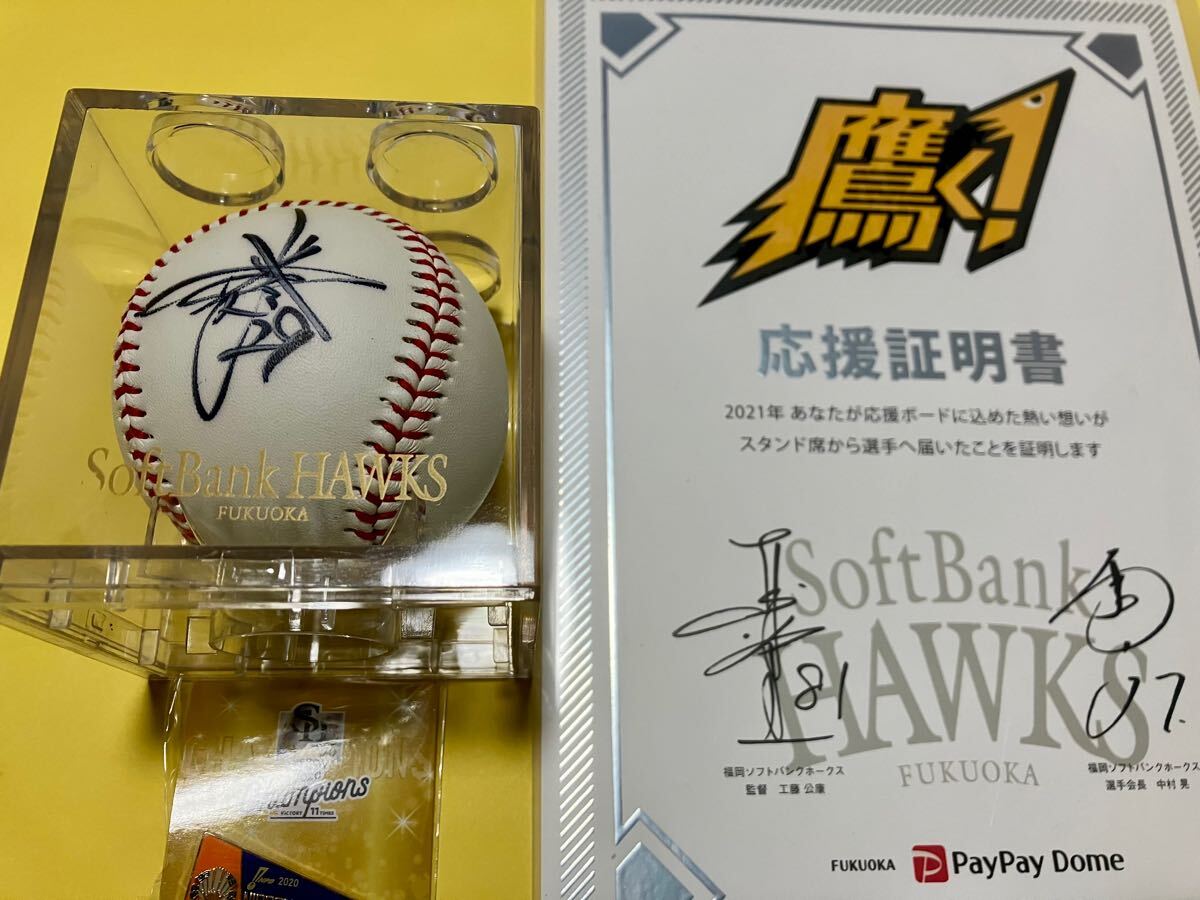 29
SoftBank HAWKS
FUKUOKA
SH
Champions
VICTORY 11 TIMES
2020
鷹く!
応援証明書
2021年 あなたが応援ボードに込めた熱い想いが
スタンド席から選手へ届いたことを証明します
SoftBank
HAWKS
FUKUOKA
81
07.
福岡ソフトバンクホークス
監督 工藤 公康
福岡ソフトバンクホークス
選手会長 中村 晃
FUKUOKA PayPay Dome